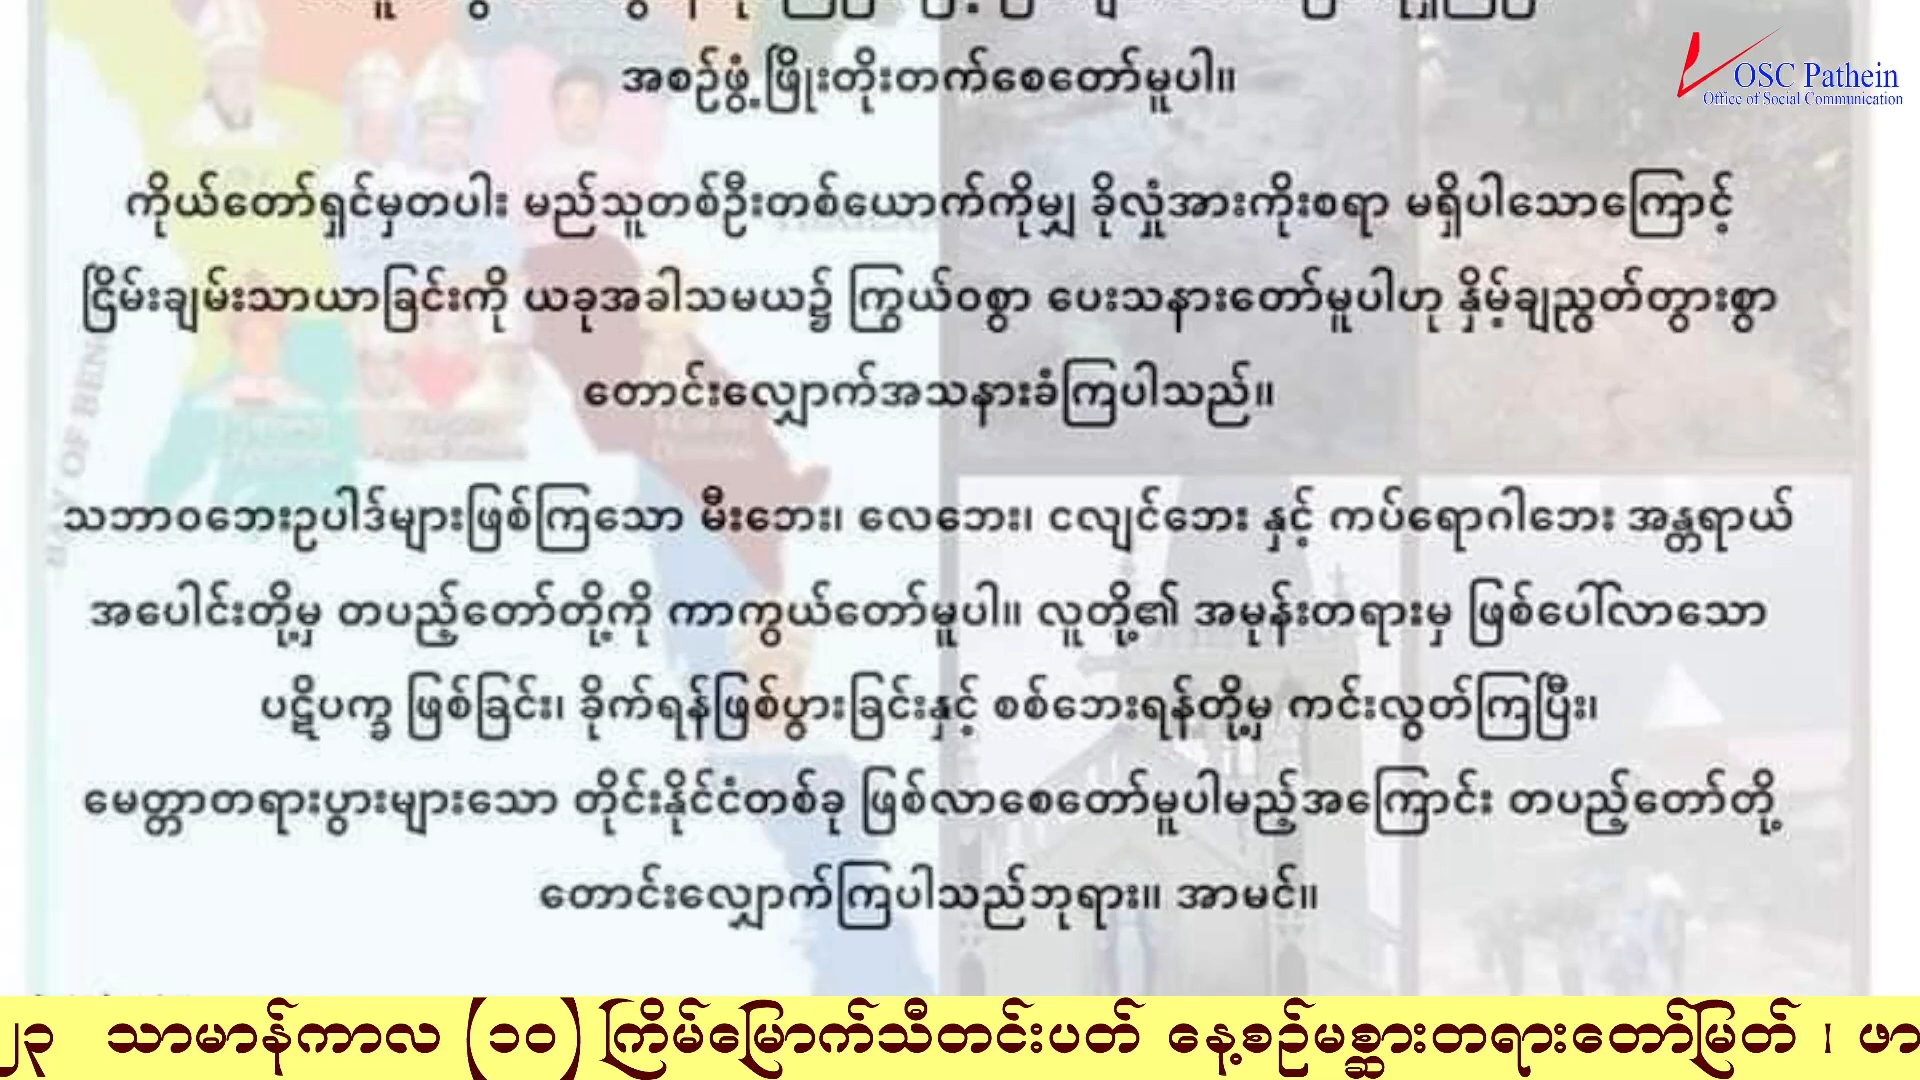 အစဉ်ဖွံ့ဖြိုးတိုးတက်စေတော်မူပါ။
OSC Pathein
Office of Social Communication
ကိုယ်တော်ရှင်မှတပါး မည်သူတစ်ဦးတစ်ယောက်ကိုမျှ ခိုလှုံအားကိုးစရာ မရှိပါသောကြောင့်
ငြိမ်းချမ်းသာယာခြင်းကို ယခုအခါသမယ၌ ကြွယ်ဝစွာ ပေးသနားတော်မူပါဟု နှိမ့်ချညွတ်တွားစွာ
တောင်းလျှောက်အသနားခံကြပါသည်။
သဘာဝဘေးဥပါဒ်များဖြစ်ကြသော မီးဘေး၊ လေဘေး၊ ငလျင်ဘေး နှင့် ကပ်ရောဂါဘေး အန္တရာယ်
အပေါင်းတို့မှ တပည့်တော်တို့ကို ကာကွယ်တော်မူပါ။ လူတို့၏ အမုန်းတရားမှ ဖြစ်ပေါ်လာသော
ပဋိပက္ခ ဖြစ်ခြင်း၊ ခိုက်ရန်ဖြစ်ပွားခြင်းနှင့် စစ်ဘေးရန်တို့မှ ကင်းလွတ်ကြပြီး၊
မေတ္တာတရားပွားများသော တိုင်းနိုင်ငံတစ်ခု ဖြစ်လာစေတော်မူပါမည့်အကြောင်း တပည့်တော်တို့
တောင်းလျှောက်ကြပါသည်ဘုရား။ အာမင်။
BAY OF BENG
၂၃ သာမာန်ကာလ (၁၀) ကြိမ်မြောက်သီတင်းပတ် နေ့စဉ်မစ္ဆားတရားတော်မြတ် ၊ ဖာ